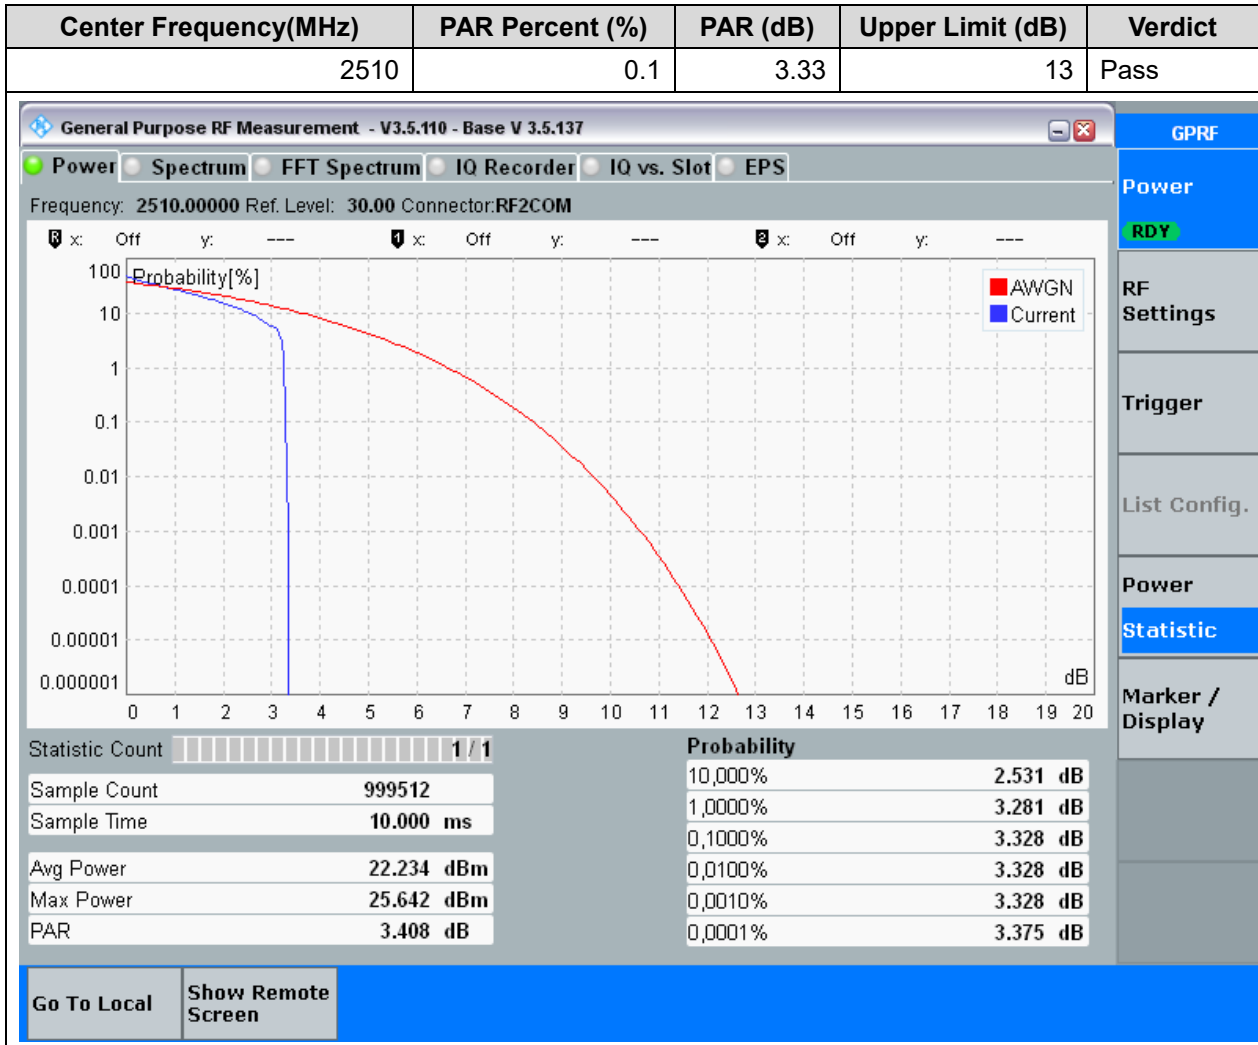 Center Frequency(MHz) PAR Percent (%) PAR (dB) Upper Limit (dB) Verdict
2510 0.1 3.33 13 Pass
General Purpose RF Measurement - V3.5.110 - Base V 3.5.137
GPRF
Power Spectrum FFT Spectrum IQ Recorder IQ vs. Slot EPS
Power
RDY
Frequency: 2510.00000 Ref. Level: 30.00 Connector:RF2COM
R x: Off y: --- 1 x: Off y: --- 2 x: Off y: ---
Probability[%]
AWGN
Current
100
10
1
0.1
0.01
0.001
0.0001
0.00001
0.000001
dB
0 1 2 3 4 5 6 7 8 9 10 11 12 13 14 15 16 17 18 19 20
RF
Settings
Trigger
List Config.
Power
Statistic
Marker /
Display
Statistic Count 1 / 1
Sample Count 999512
Sample Time 10.000 ms
Avg Power 22.234 dBm
Max Power 25.642 dBm
PAR 3.408 dB
Probability
10,000% 2.531 dB
1,0000% 3.281 dB
0,1000% 3.328 dB
0,0100% 3.328 dB
0,0010% 3.328 dB
0,0001% 3.375 dB
Go To Local
Show Remote
Screen